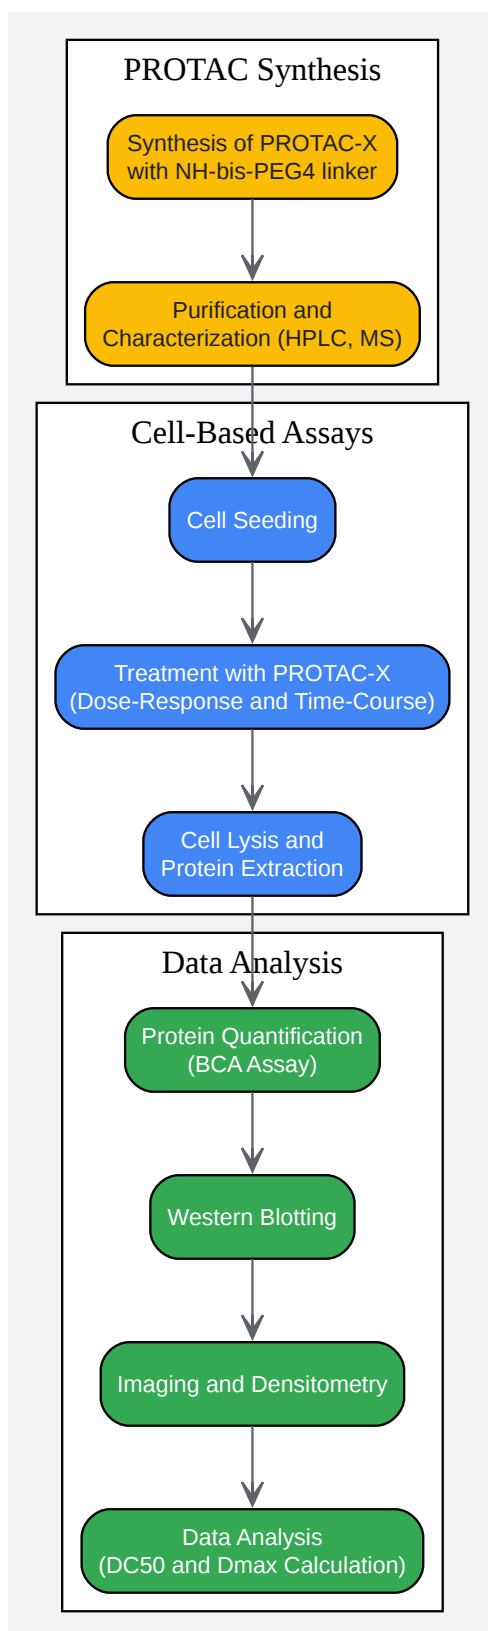 PROTAC Synthesis
Synthesis of PROTAC-X
with NH-bis-PEG4 linker
Purification and
Characterization (HPLC, MS)
Cell-Based Assays
Cell Seeding
Treatment with PROTAC-X
(Dose-Response and Time-Course)
Cell Lysis and
Protein Extraction
Data Analysis
Protein Quantification
(BCA Assay)
Western Blotting
Imaging and Densitometry
Data Analysis
(DC50 and Dmax Calculation)